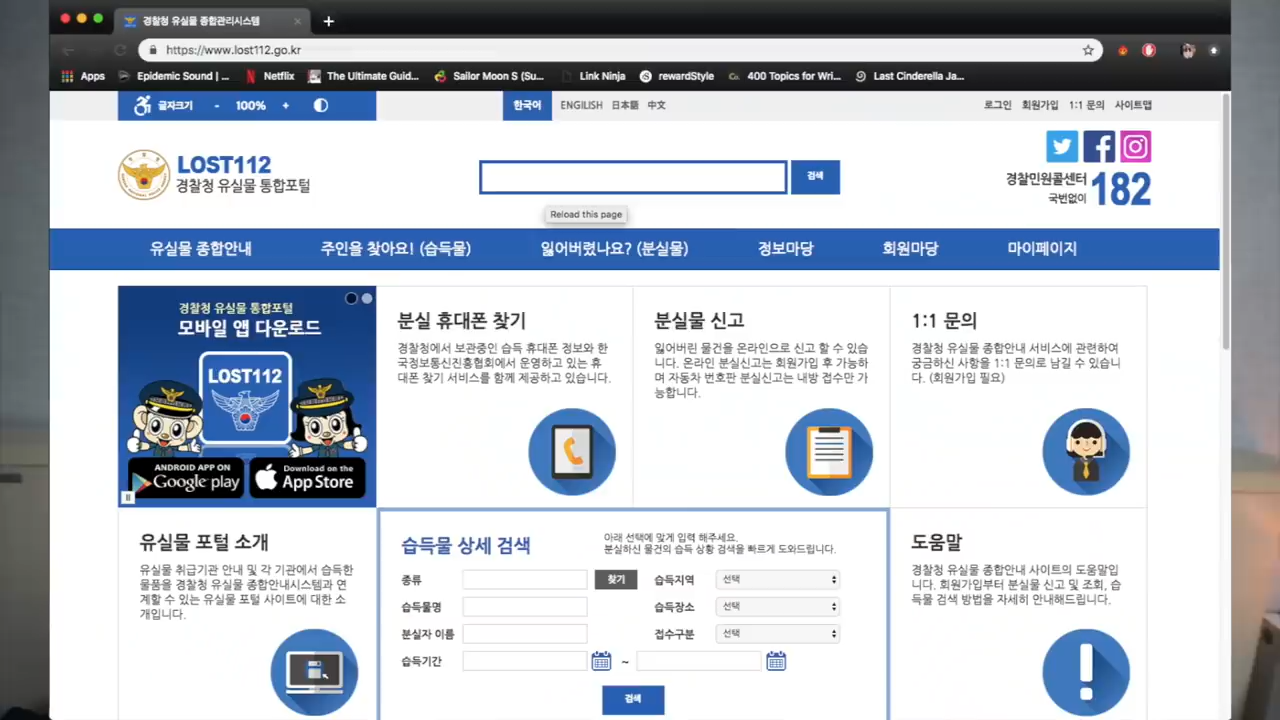 경찰청 유실물 종합관리시스템
https://www.lost112.go.kr
Apps
Epidemic Sound | ...
Netflix
The Ultimate Guid...
Sailor Moon S (Su...
Link Ninja
rewardStyle
400 Topics for Wri...
Last Cinderella Ja...
글자크기 - 100% +
한국어 ENGILISH 日本語 中文
로그인 회원가입 1:1 문의 사이트맵
LOST112
경찰청 유실물 통합포털
검색
경찰민원콜센터
국번없이
182
Reload this page
유실물 종합안내 주인을 찾아요! (습득물) 잃어버렸나요? (분실물) 정보마당 회원마당 마이페이지
경찰청 유실물 통합포털
모바일 앱 다운로드
LOST112
ANDROID APP ON
Google play
Download on the
App Store
분실 휴대폰 찾기
경찰청에서 보관중인 습득 휴대폰 정보와 한
국정보통신진흥협회에서 운영하고 있는 휴
대폰 찾기 서비스를 함께 제공하고 있습니다.
분실물 신고
잃어버린 물건을 온라인으로 신고 할 수 있습
니다. 온라인 분실신고는 회원가입 후 가능하
며 자동차 번호판 분실신고는 내방 접수만 가
능합니다.
1:1 문의
경찰청 유실물 종합안내 서비스에 관련하여
궁금하신 사항을 1:1 문의로 남길 수 있습니
다. (회원가입 필요)
유실물 포털 소개
유실물 취급기관 안내 및 각 기관에서 습득한
물품을 경찰청 유실물 종합안내시스템과 연
계할 수 있는 유실물 포털 사이트에 대한 소
개입니다.
습득물 상세 검색
아래 선택에 맞게 입력 해주세요.
분실하신 물건의 습득 상황 검색을 빠르게 도와드립니다.
종류 찾기 습득지역 선택
습득물명 습득장소 선택
분실자 이름 접수구분 선택
습득기간 ~
검색
도움말
경찰청 유실물 종합안내 사이트의 도움말입
니다. 회원가입부터 분실물 신고 및 조회, 습
득물 검색 방법을 자세히 안내해드립니다.